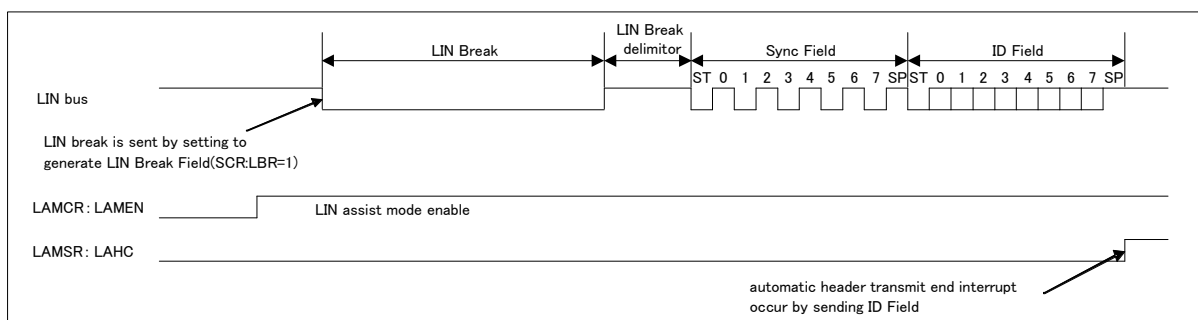 LIN Break
LIN Break
delimitor
Sync Field
ID Field
ST 0 1 2 3 4 5 6 7 SP ST 0 1 2 3 4 5 6 7 SP
LIN bus
LIN break is sent by setting to
generate LIN Break Field(SCR:LBR=1)
LAMCR: LAMEN
LIN assist mode enable
LAMSR: LAHC
automatic header transmit end interrupt
occur by sending ID Field